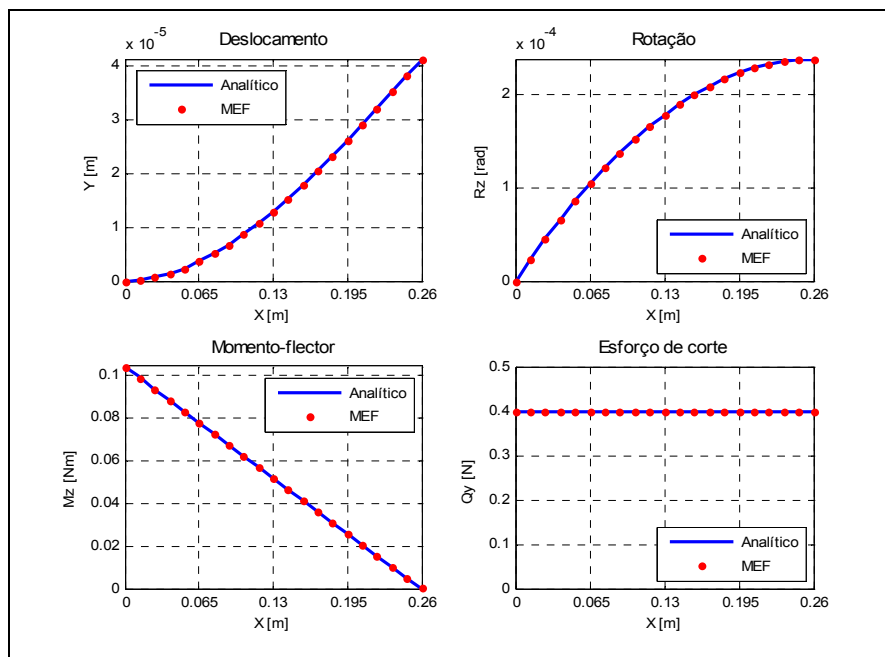 x 10⁻⁵
Deslocamento
4
3
2
1
0
Y [m]
Analítico
MEF
0
0.065
0.13
0.195
0.26
X [m]
x 10⁻⁴
Rotação
2
1
0
Rz [rad]
Analítico
MEF
0
0.065
0.13
0.195
0.26
X [m]
Momento-flector
0.1
0.08
0.06
0.04
0.02
0
Mz [Nm]
Analítico
MEF
0
0.065
0.13
0.195
0.26
X [m]
Esforço de corte
0.5
0.4
0.3
0.2
0.1
0
Qy [N]
Analítico
MEF
0
0.065
0.13
0.195
0.26
X [m]